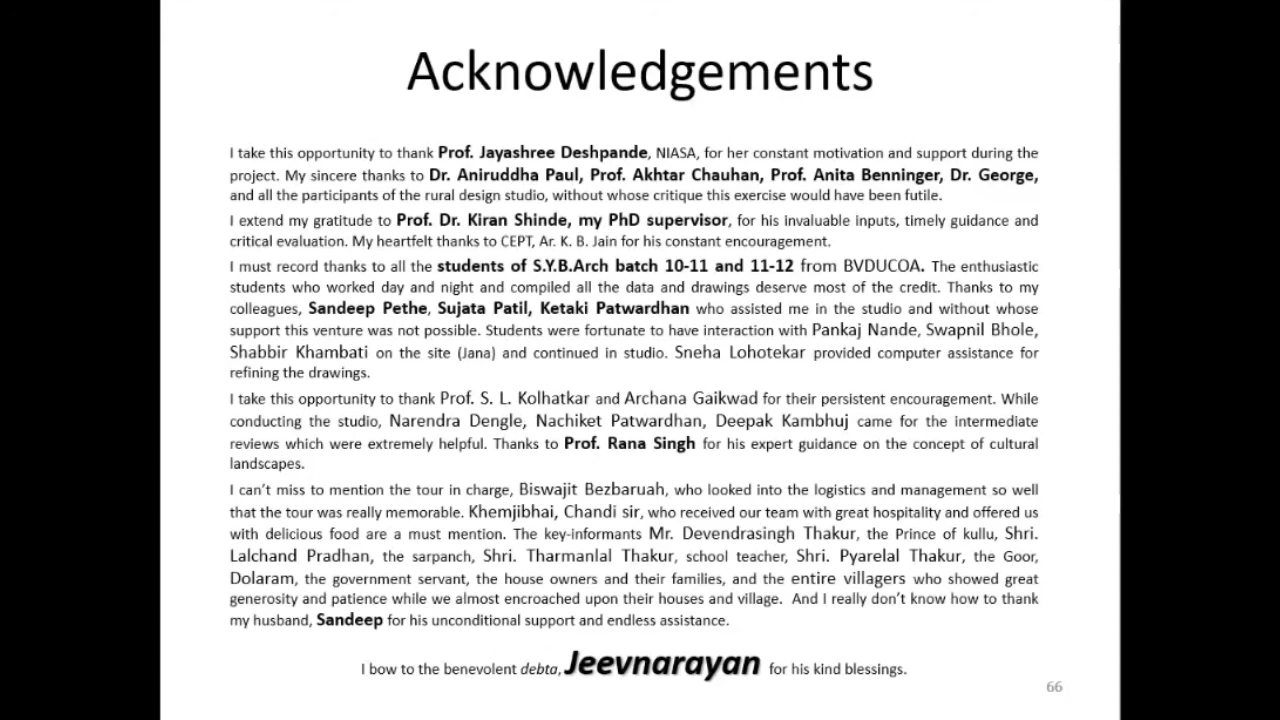 Acknowledgements
I take this opportunity to thank Prof. Jayashree Deshpande, NIASA, for her constant motivation and support during the
project. My sincere thanks to Dr. Aniruddha Paul, Prof. Akhtar Chauhan, Prof. Anita Benninger, Dr. George,
and all the participants of the rural design studio, without whose critique this exercise would have been futile.
I extend my gratitude to Prof. Dr. Kiran Shinde, my PhD supervisor, for his invaluable inputs, timely guidance and
critical evaluation. My heartfelt thanks to CEPT, Ar. K. B. Jain for his constant encouragement.
I must record thanks to all the students of S.Y.B.Arch batch 10-11 and 11-12 from BVDUCOA. The enthusiastic
students who worked day and night and compiled all the data and drawings deserve most of the credit. Thanks to my
colleagues, Sandeep Pethe, Sujata Patil, Ketaki Patwardhan who assisted me in the studio and without whose
support this venture was not possible. Students were fortunate to have interaction with Pankaj Nande, Swapnil Bhole,
Shabbir Khambati on the site (Jana) and continued in studio. Sneha Lohotekar provided computer assistance for
refining the drawings.
I take this opportunity to thank Prof. S. L. Kolhatkar and Archana Gaikwad for their persistent encouragement. While
conducting the studio, Narendra Dengle, Nachiket Patwardhan, Deepak Kambhuj came for the intermediate
reviews which were extremely helpful. Thanks to Prof. Rana Singh for his expert guidance on the concept of cultural
landscapes.
I can't miss to mention the tour in charge, Biswajit Bezbaruah, who looked into the logistics and management so well
that the tour was really memorable. Khemjibhai, Chandi sir, who received our team with great hospitality and offered us
with delicious food are a must mention. The key-informants Mr. Devendrasingh Thakur, the Prince of kullu, Shri.
Lalchand Pradhan, the sarpanch, Shri. Tharmanlal Thakur, school teacher, Shri. Pyarelal Thakur, the Goor,
Dolaram, the government servant, the house owners and their families, and the entire villagers who showed great
generosity and patience while we almost encroached upon their houses and village. And I really don't know how to thank
my husband, Sandeep for his unconditional support and endless assistance.
I bow to the benevolent debta, Jeevnarayan for his kind blessings.
66